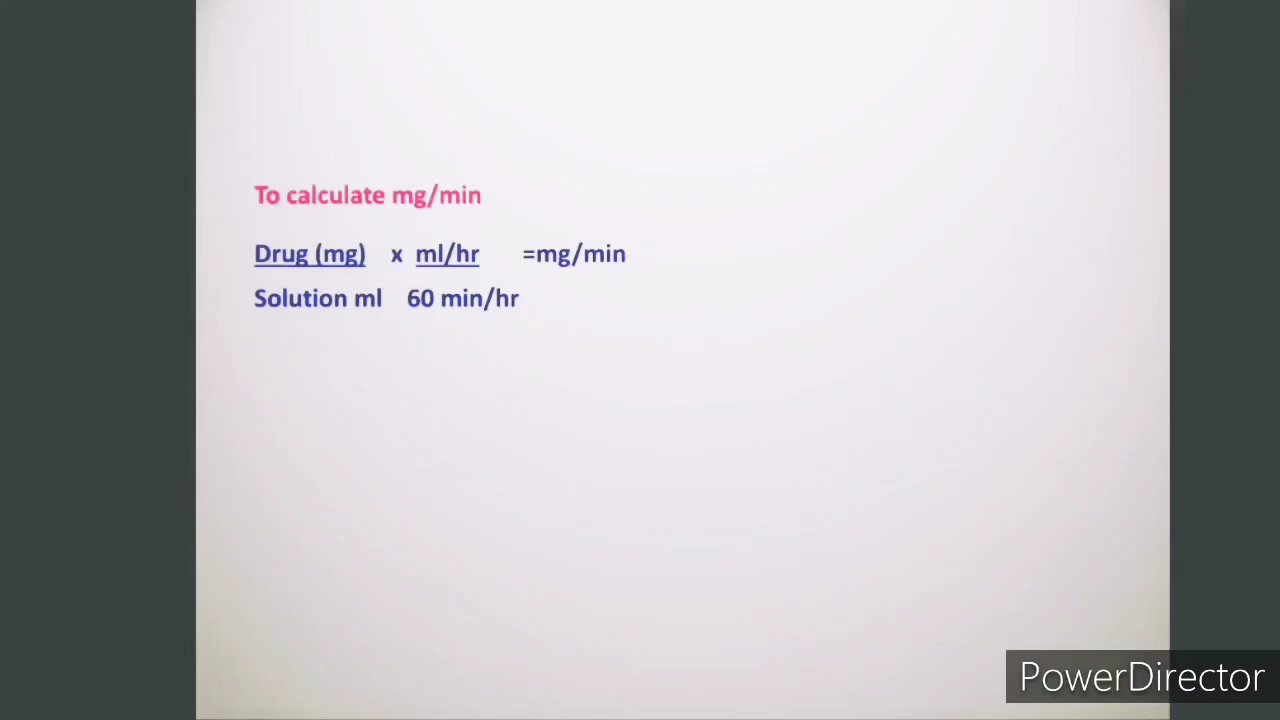 To calculate mg/min
Drug (mg) x ml/hr =mg/min
Solution ml 60 min/hr
PowerDirector